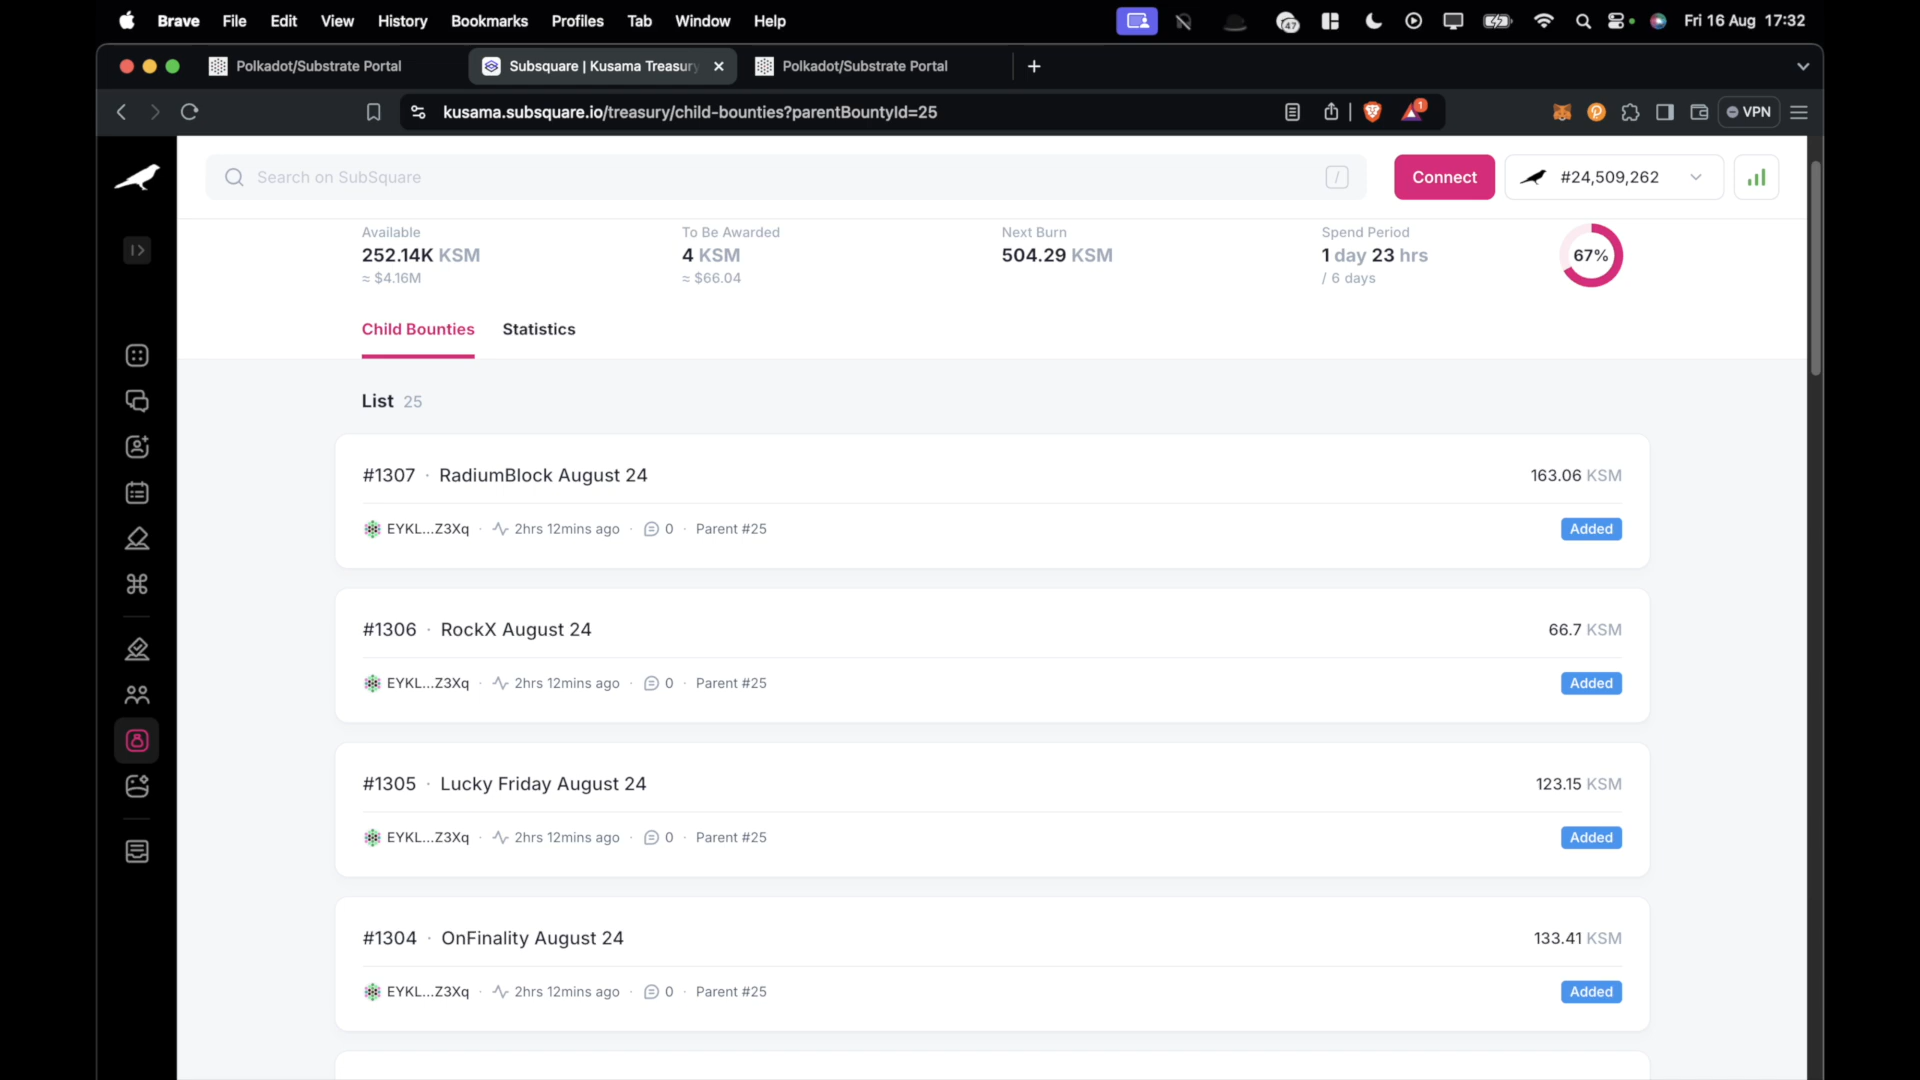 Brave File Edit View History Bookmarks Profiles Tab Window Help 47 Fri 16 Aug 17:32
Polkadot/Substrate Portal Subsquare | Kusama Treasury Polkadot/Substrate Portal
kusama.subsquare.io/treasury/child-bounties?parentBountyId=25 1 VPN
Search on SubSquare / Connect #24,509,262
Available To Be Awarded Next Burn Spend Period
252.14K KSM 4 KSM 504.29 KSM 1 day 23 hrs 67%
≈ $4.16M ≈ $66.04 / 6 days
Child Bounties Statistics
List 25
#1307 · RadiumBlock August 24 163.06 KSM
EYKL...Z3Xq · 2hrs 12mins ago · 0 · Parent #25 Added
#1306 · RockX August 24 66.7 KSM
EYKL...Z3Xq · 2hrs 12mins ago · 0 · Parent #25 Added
#1305 · Lucky Friday August 24 123.15 KSM
EYKL...Z3Xq · 2hrs 12mins ago · 0 · Parent #25 Added
#1304 · OnFinality August 24 133.41 KSM
EYKL...Z3Xq · 2hrs 12mins ago · 0 · Parent #25 Added